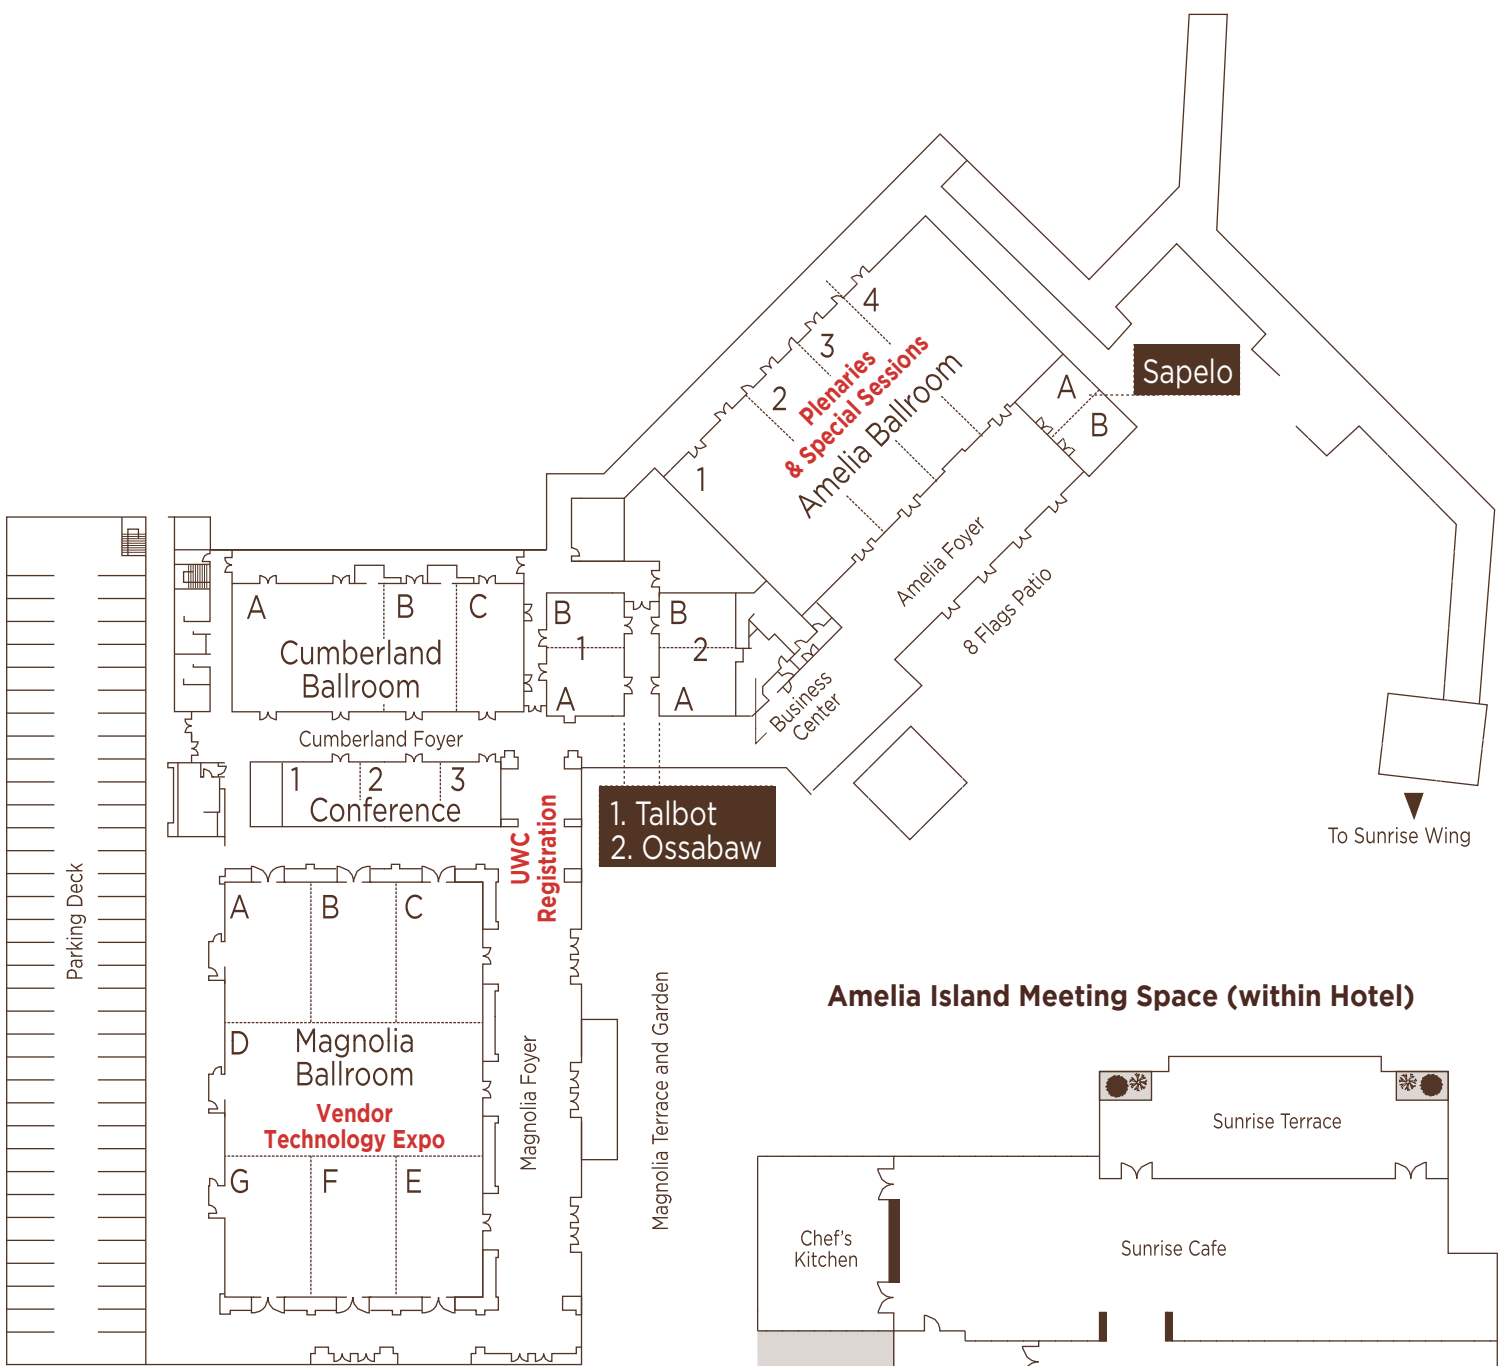 4
3
2
1
Plenaries
& Special Sessions
Amelia Ballroom
A
B
Sapelo
Amelia Foyer
8 Flags Patio
A
B
C
Cumberland
Ballroom
B
1
A
B
2
A
Business
Center
Cumberland Foyer
1
2
3
Conference
1. Talbot
2. Ossabaw
UWC
Registration
To Sunrise Wing
Parking Deck
A
B
C
D
Magnolia
Ballroom
Vendor
Technology Expo
G
F
E
Magnolia Foyer
Magnolia Terrace and Garden
Amelia Island Meeting Space (within Hotel)
Sunrise Terrace
Chef's
Kitchen
Sunrise Cafe